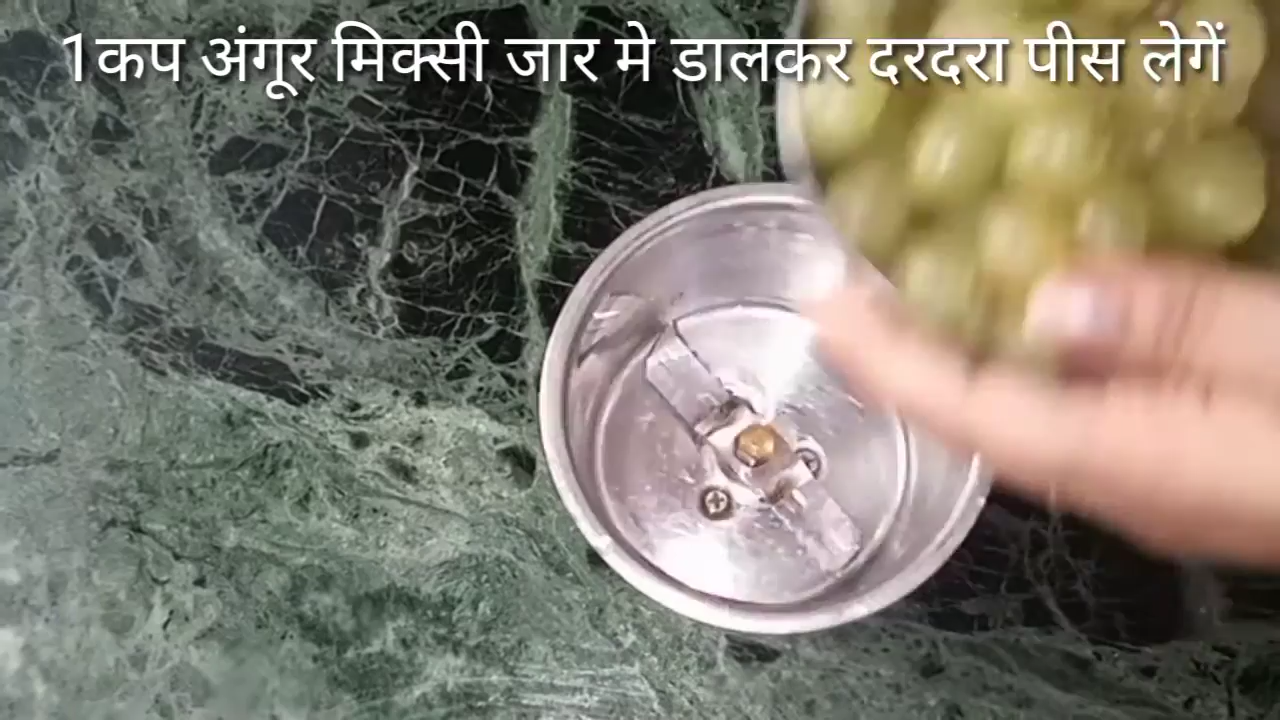 1कप अंगूर मिक्सी जार मे डालकर दरदरा पीस लेगें